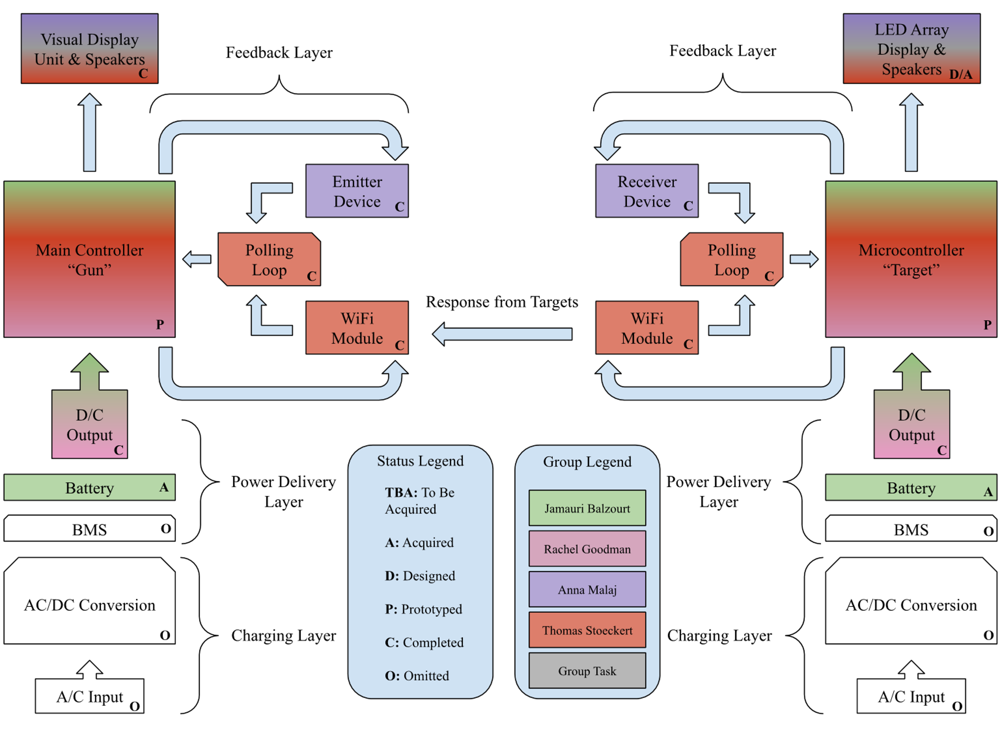 Visual Display
Unit & Speakers
C
Feedback Layer
Feedback Layer
LED Array
Display &
Speakers
D/A
Main Controller
“Gun”
P
Emitter
Device
C
Polling
Loop
C
WiFi
Module
C
Response from Targets
Receiver
Device
C
Polling
Loop
C
WiFi
Module
C
Microcontroller
“Target”
P
D/C
Output
C
Battery
A
BMS
O
Power Delivery
Layer
AC/DC Conversion
O
A/C Input
O
Charging Layer
Status Legend
TBA: To Be
Acquired
A: Acquired
D: Designed
P: Prototyped
C: Completed
O: Omitted
Group Legend
Jamauri Balzourt
Rachel Goodman
Anna Malaj
Thomas Stoeckert
Group Task
Power Delivery
Layer
Charging Layer
D/C
Output
C
Battery
A
BMS
O
AC/DC Conversion
O
A/C Input
O